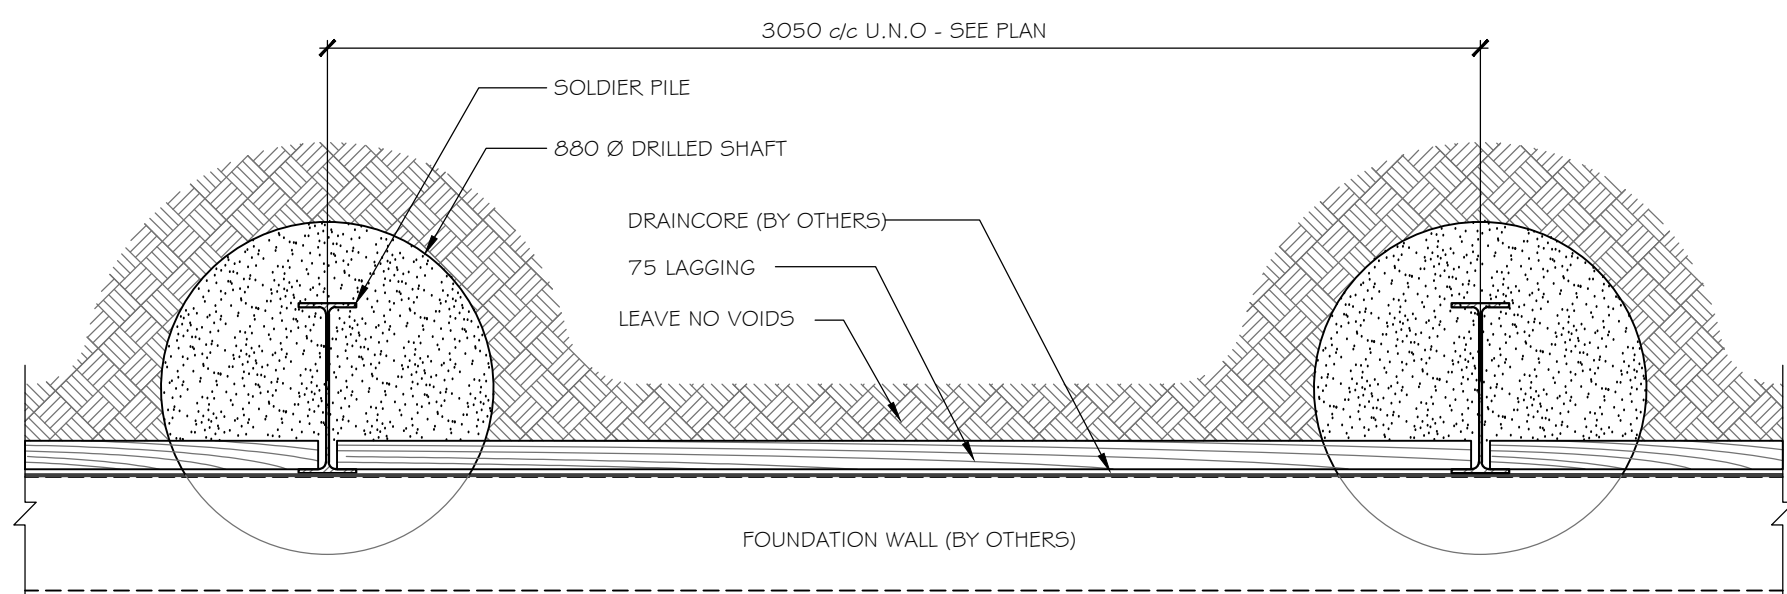 3050 c/c U.N.O - SEE PLAN
SOLDIER PILE
880 Ø DRILLED SHAFT
DRAINCORE (BY OTHERS)
75 LAGGING
LEAVE NO VOIDS
FOUNDATION WALL (BY OTHERS)